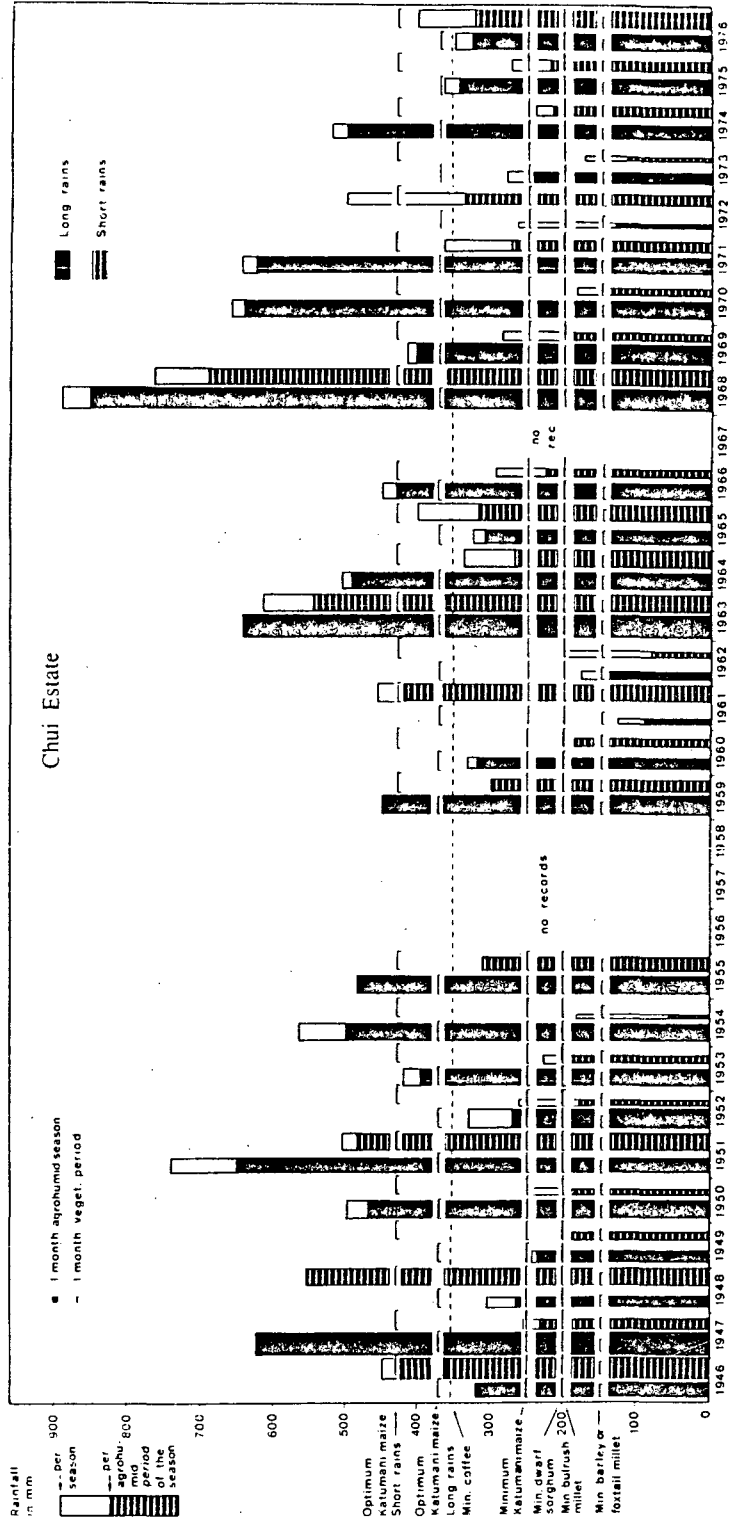 Chui Estate
Rainfall
in mm
per
season
per
agrohu-
mid
period
of the
season
1 month agrohumid season
1 month veget. period
Long rains
Short rains
900
800
700
600
500
400
300
200
100
0
Optimum
Katumani maize
Short rains
Optimum
Katumani maize
Long rains
Min. coffee
Minimum
Katumani maize
Min. dwarf
sorghum
Min bulrush
millet
Min barley or
foxtail millet
no records
no
rec
1946
1947
1948
1949
1950
1951
1952
1953
1954
1955
1956
1957
1958
1959
1960
1961
1962
1963
1964
1965
1966
1967
1968
1969
1970
1971
1972
1973
1974
1975
1976